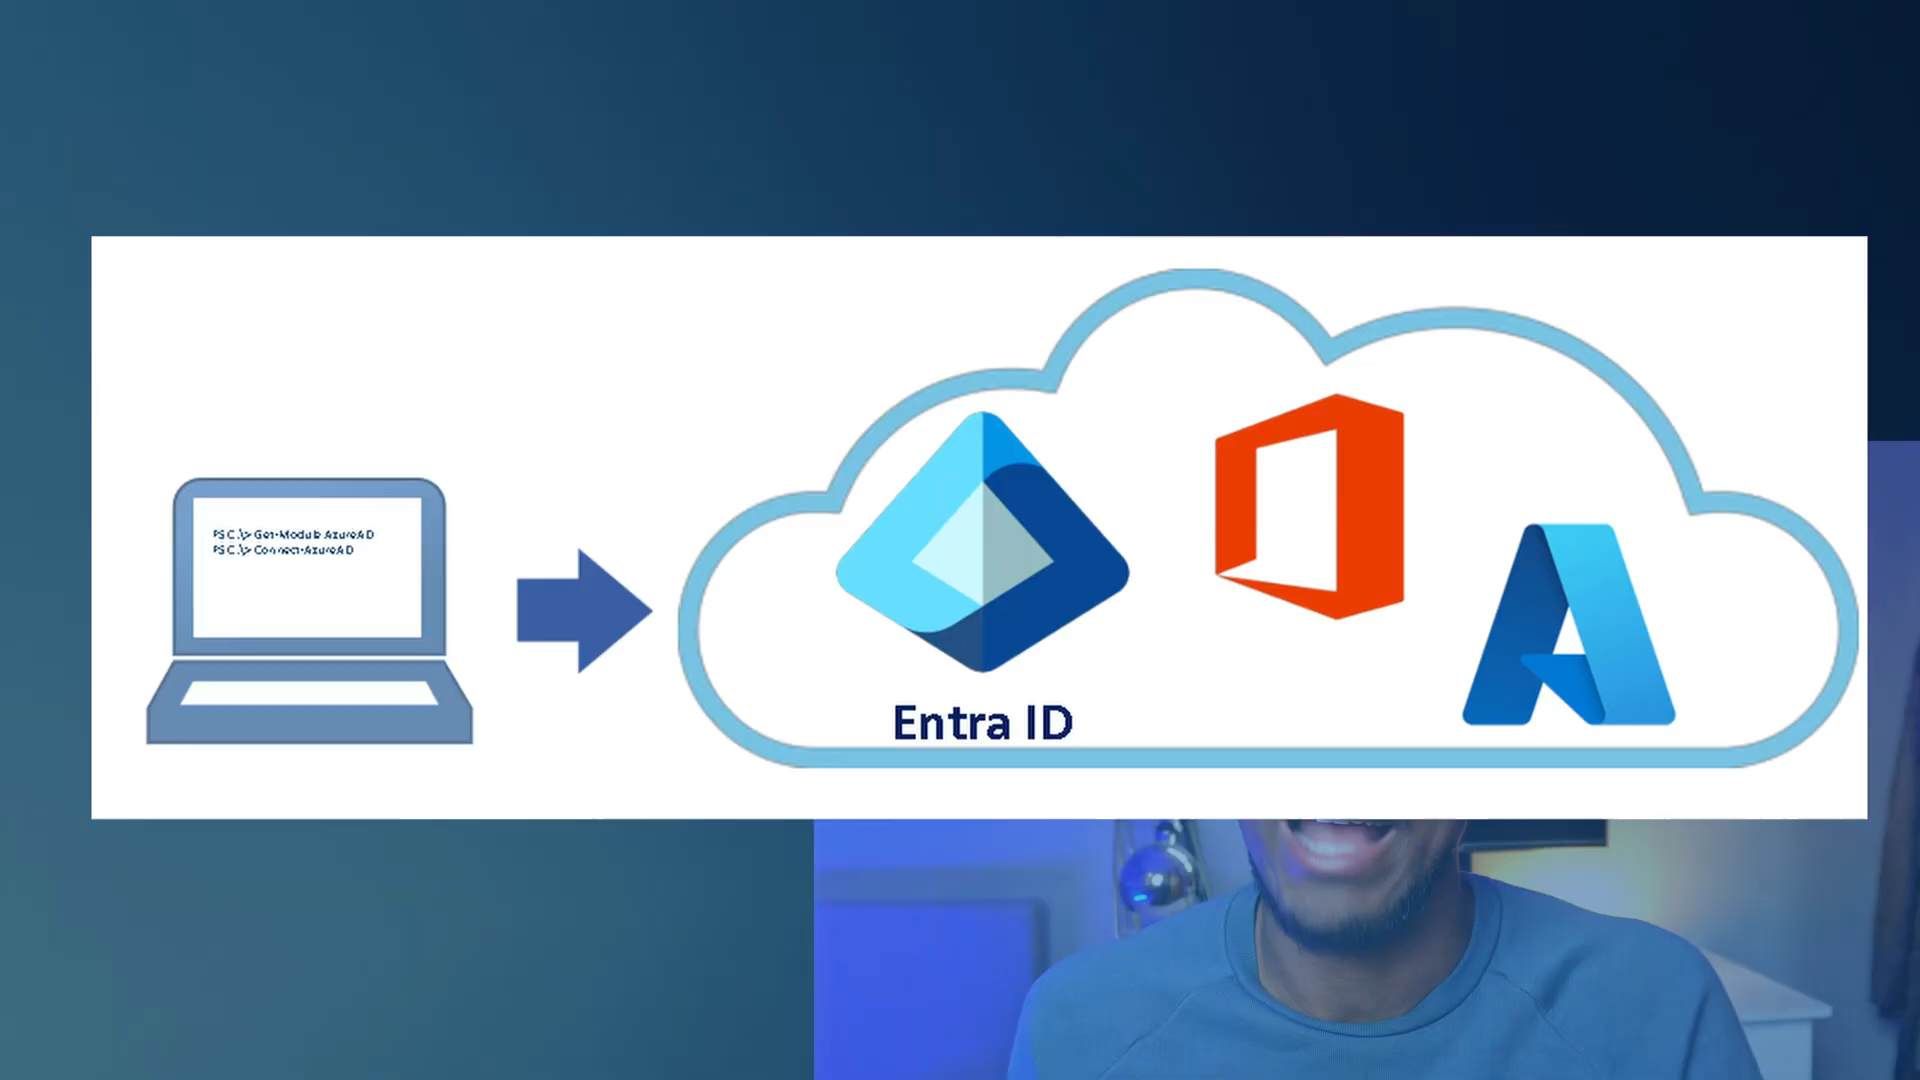 PS C:\> Get-Module AzureAD
PS C:\> Connect-AzureAD
Entra ID